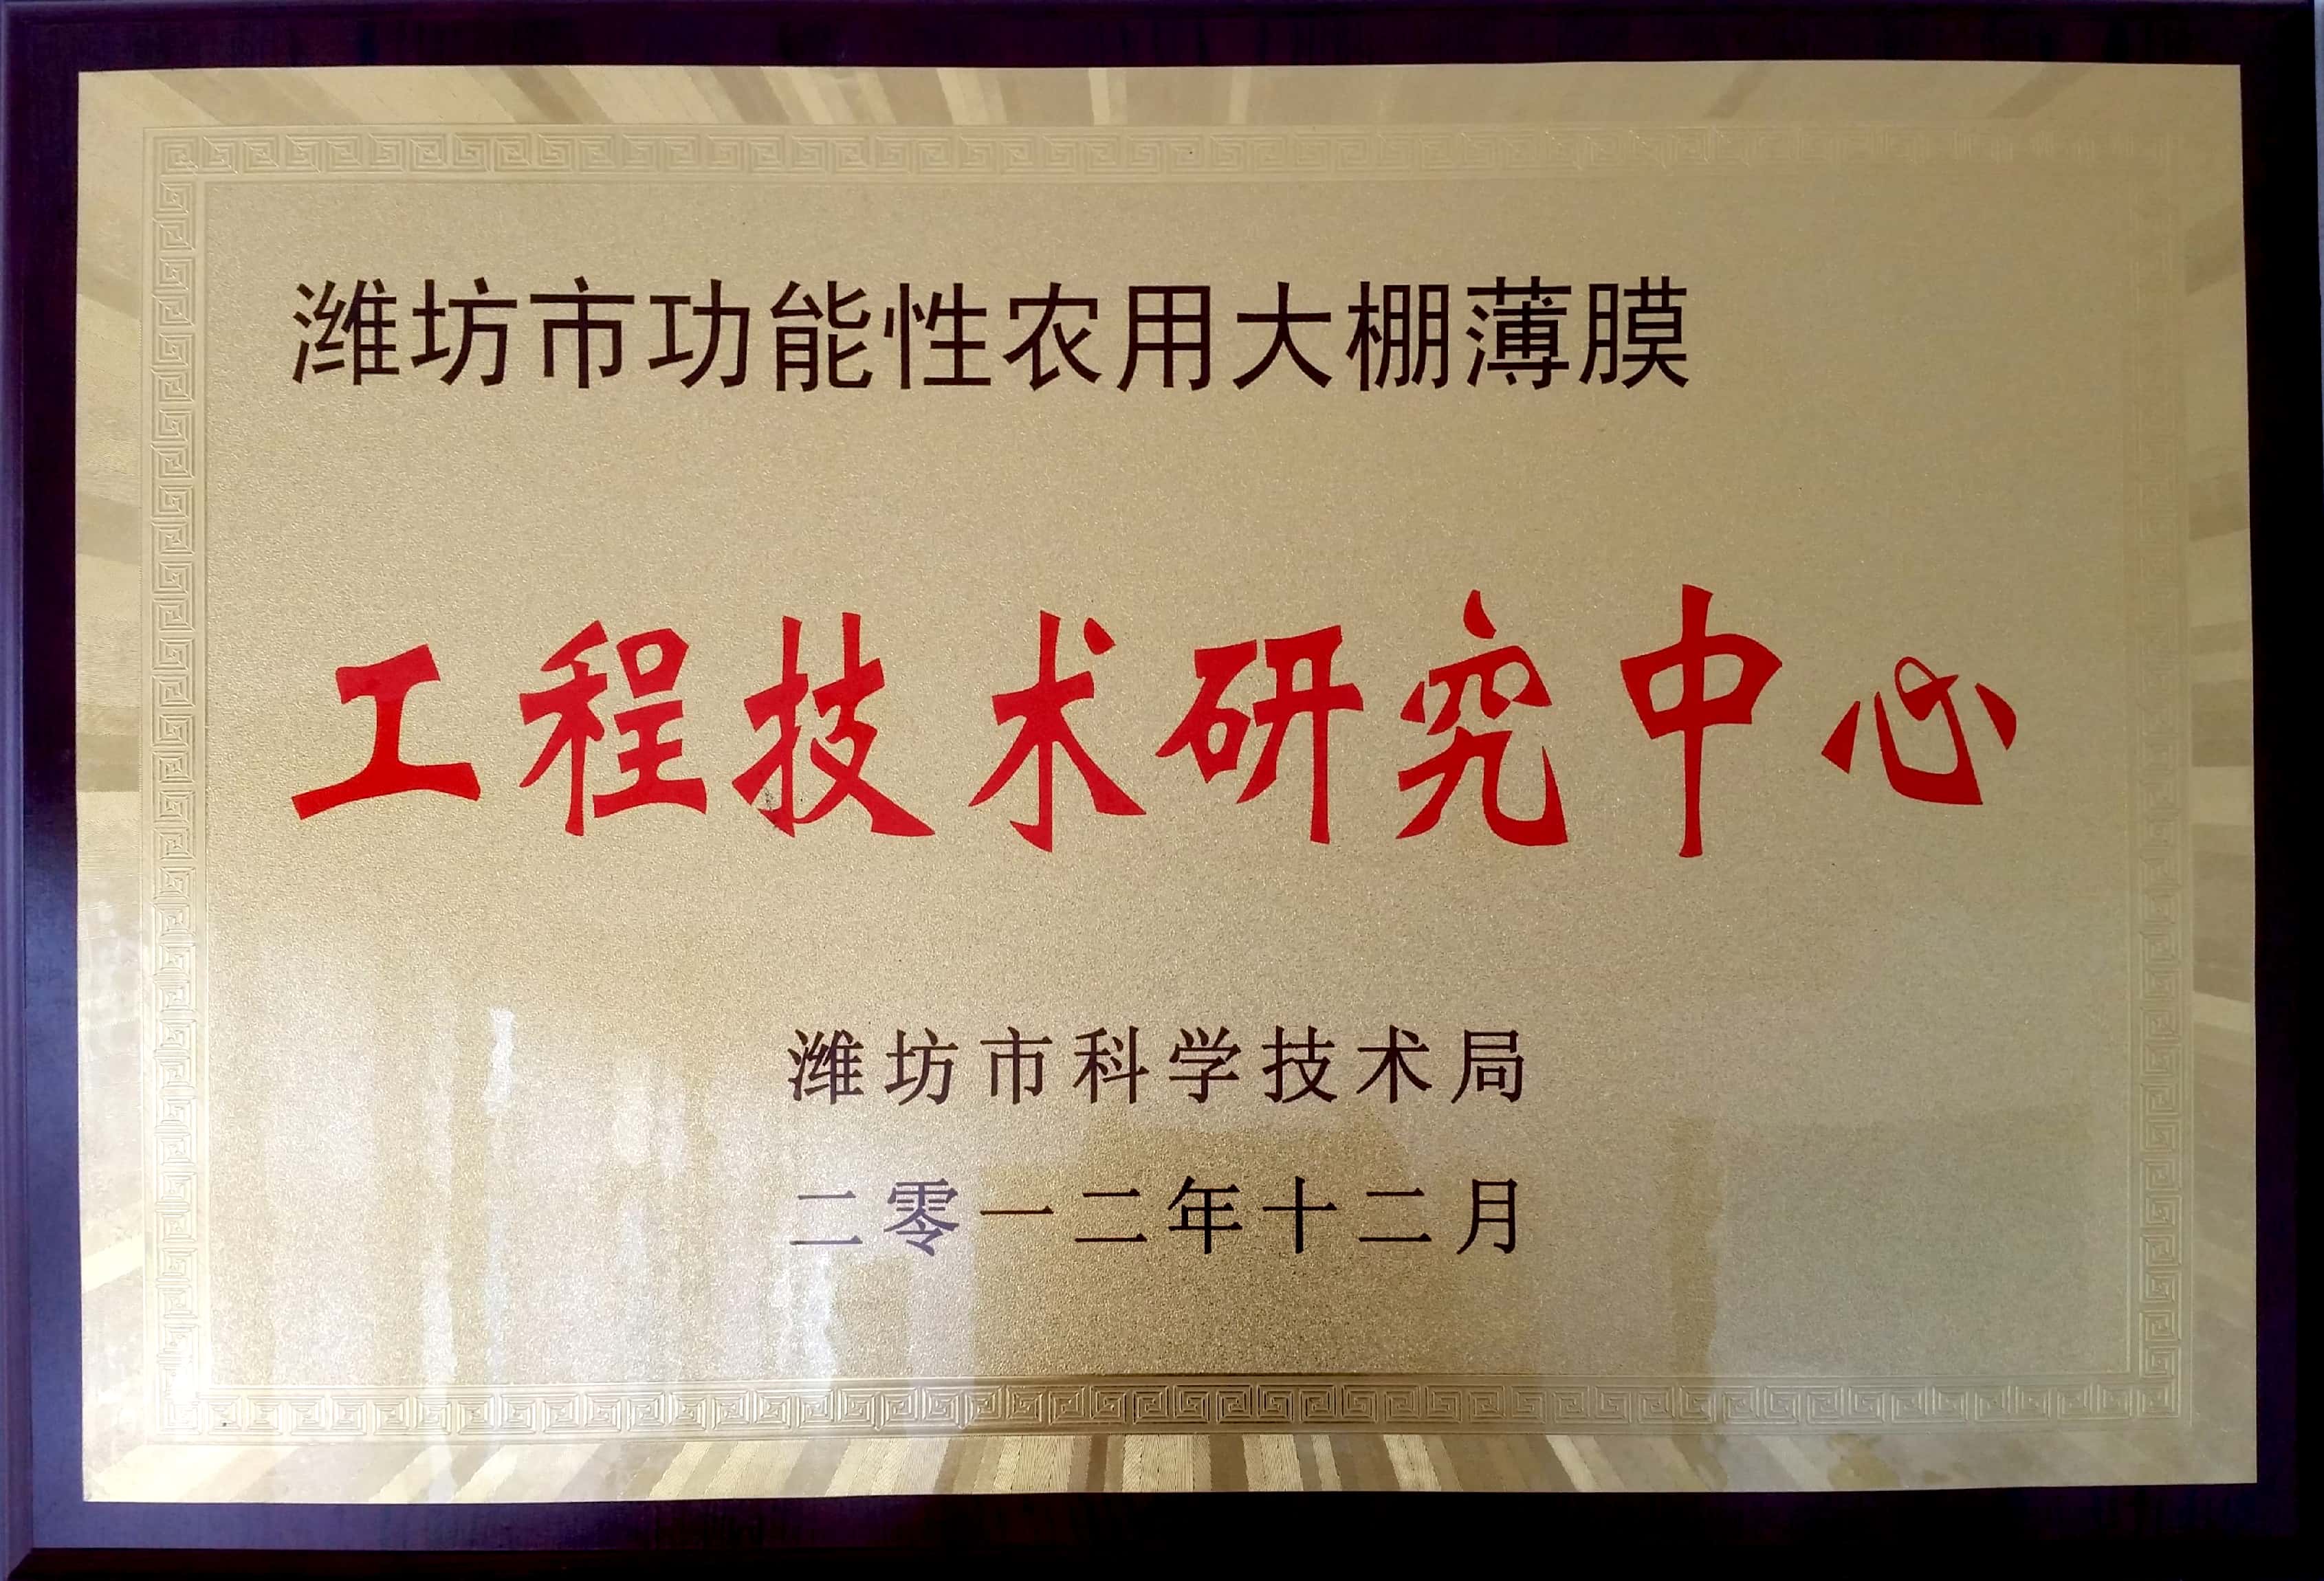 潍坊市功能性农用大棚薄膜
工程技术研究中心
潍坊市科学技术局
二零一二年十二月